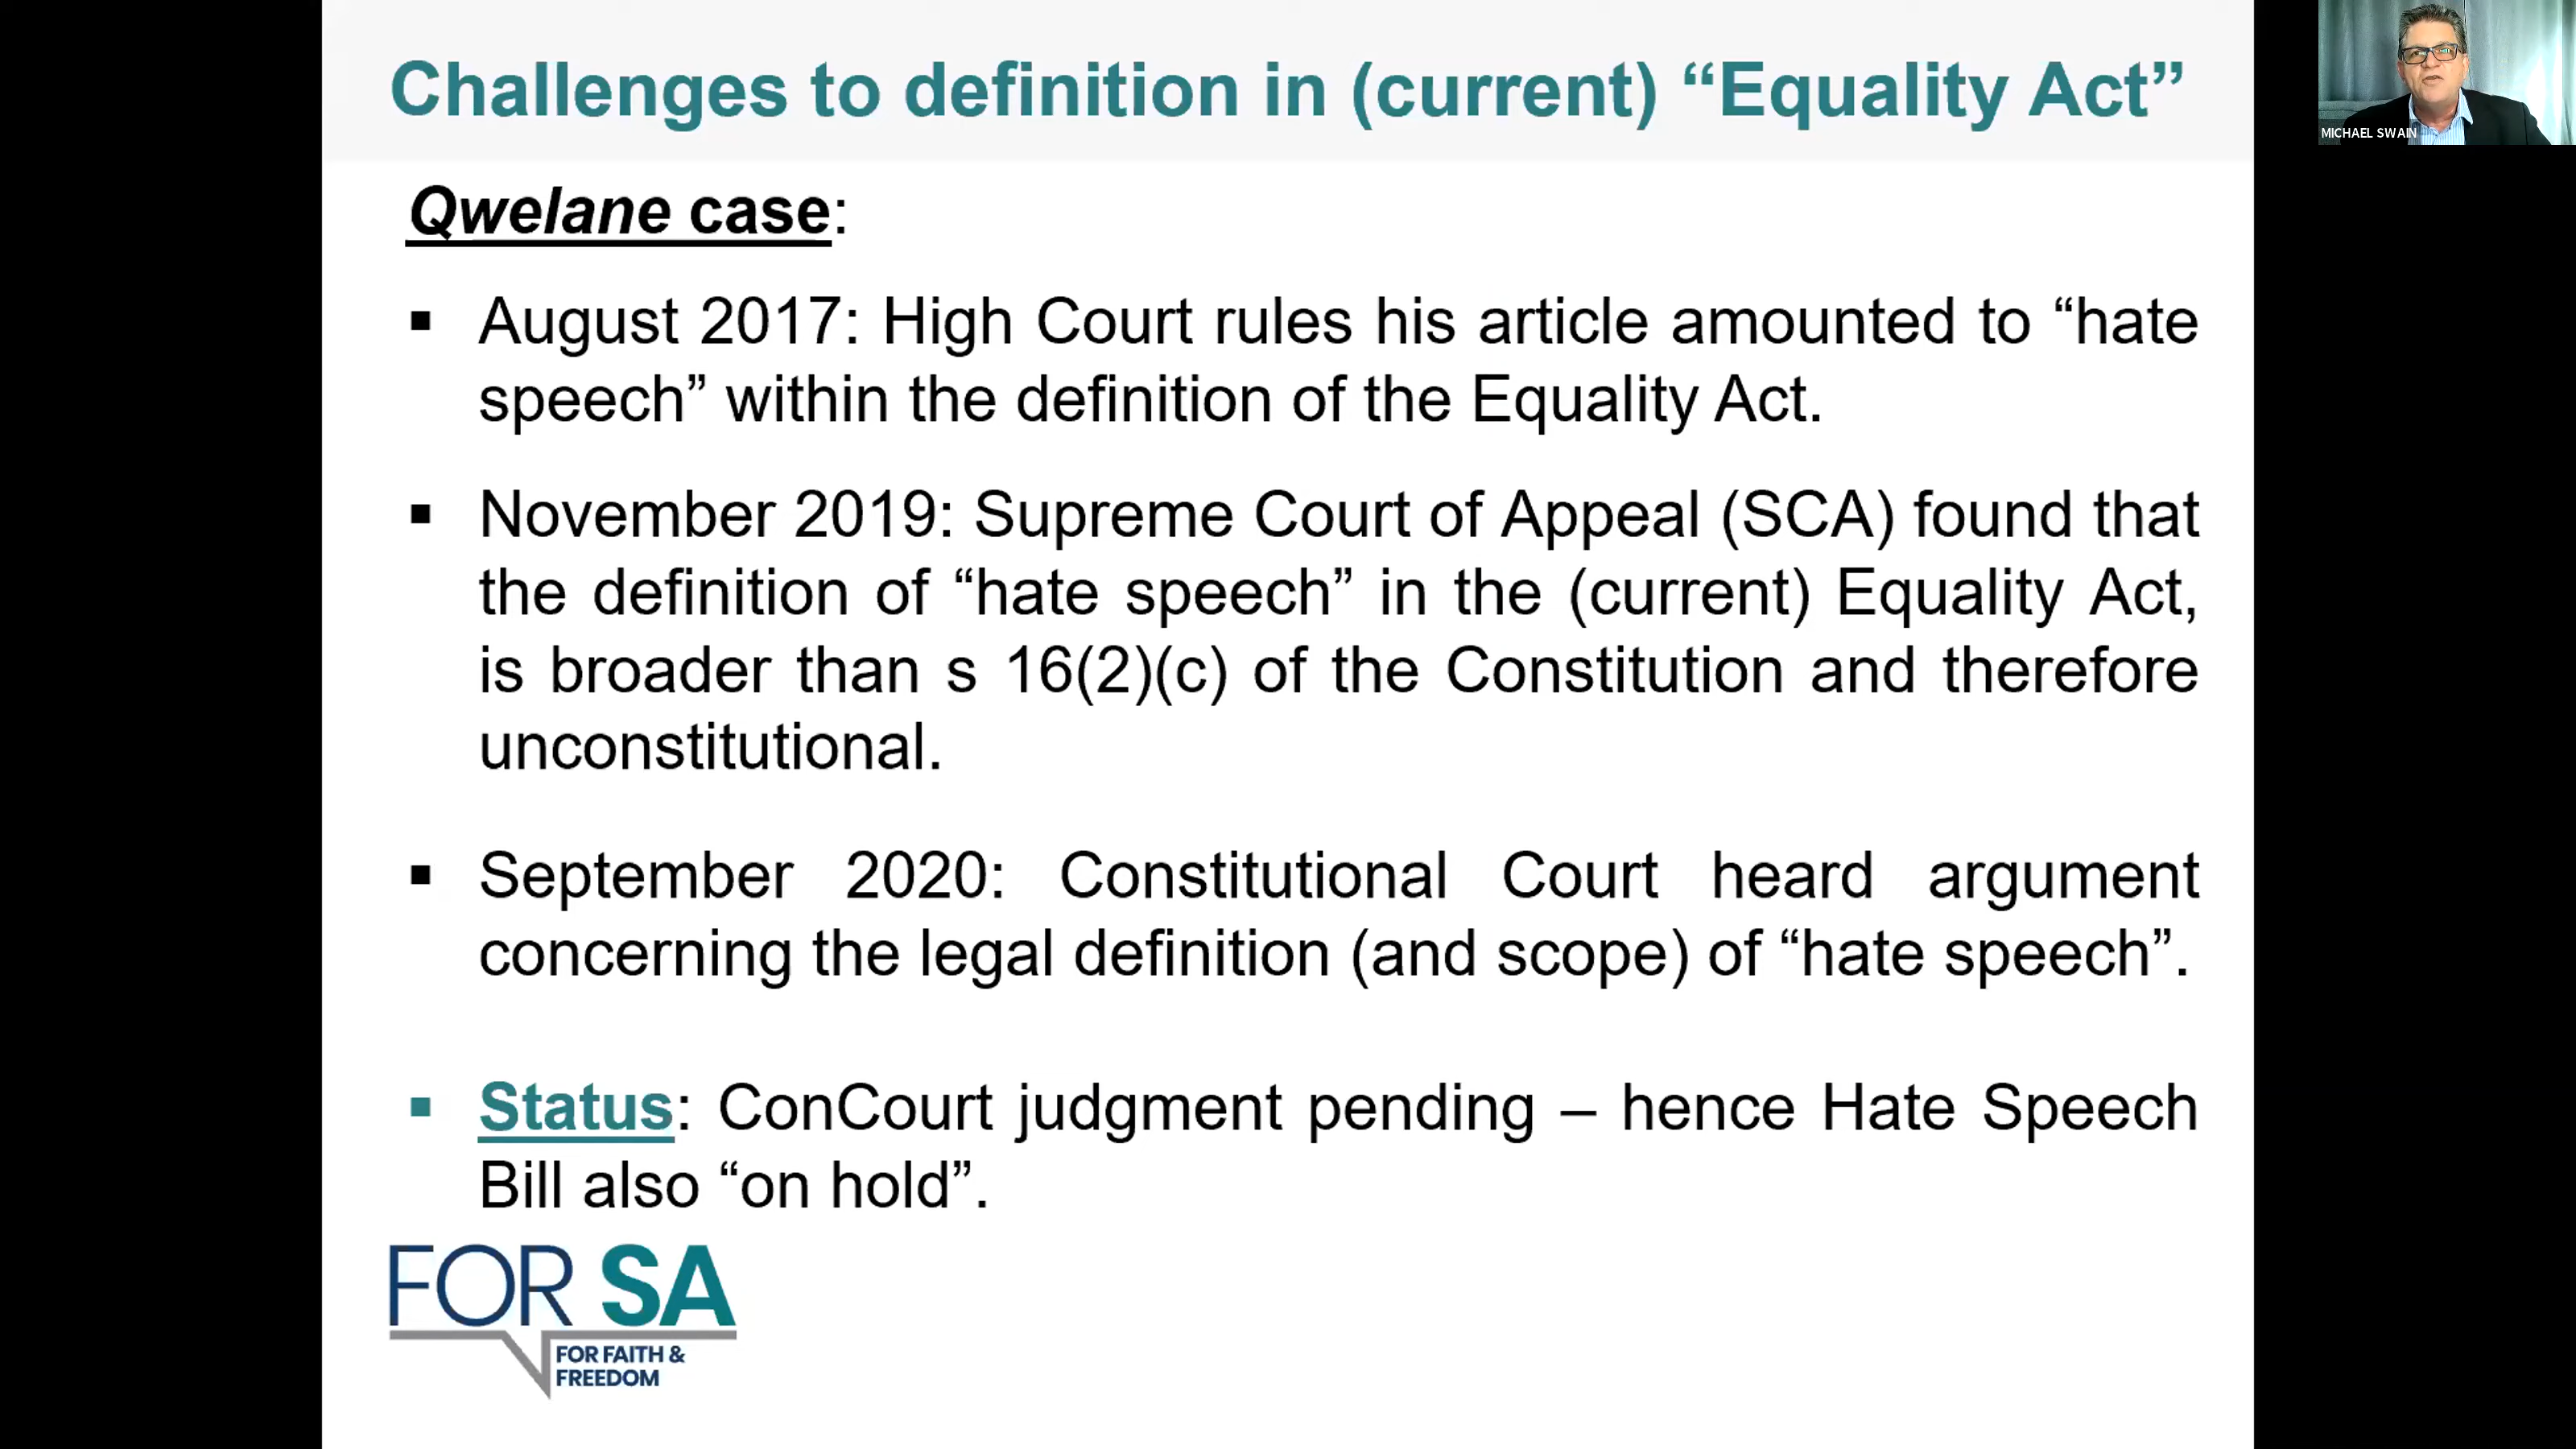 Challenges to definition in (current) “Equality Act”
MICHAEL SWAIN
Qwelane case:
▪ August 2017: High Court rules his article amounted to “hate
speech” within the definition of the Equality Act.
▪ November 2019: Supreme Court of Appeal (SCA) found that
the definition of “hate speech” in the (current) Equality Act,
is broader than s 16(2)(c) of the Constitution and therefore
unconstitutional.
▪ September 2020: Constitutional Court heard argument
concerning the legal definition (and scope) of “hate speech”.
▪ Status: ConCourt judgment pending – hence Hate Speech
Bill also “on hold”.
FOR SA
FOR FAITH &
FREEDOM